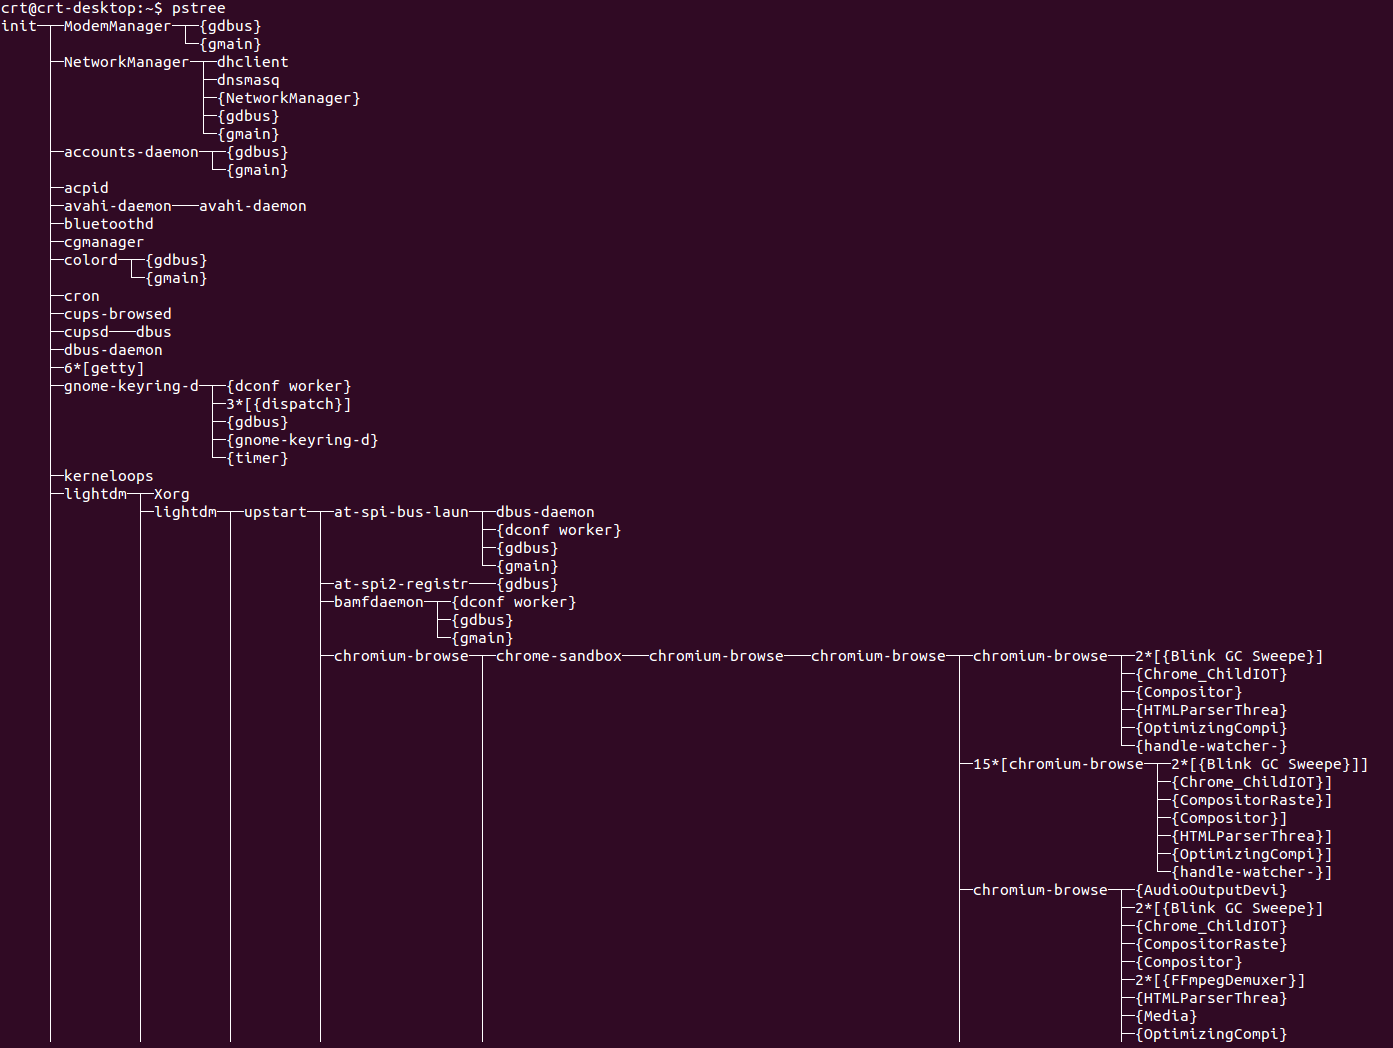 crt@crt-desktop:~$ pstree
init─┬─ModemManager─┬─{gdbus}
     │              └─{gmain}
     ├─NetworkManager─┬─dhclient
     │                ├─dnsmasq
     │                ├─{NetworkManager}
     │                ├─{gdbus}
     │                └─{gmain}
     ├─accounts-daemon─┬─{gdbus}
     │                 └─{gmain}
     ├─acpid
     ├─avahi-daemon───avahi-daemon
     ├─bluetoothd
     ├─cgmanager
     ├─colord─┬─{gdbus}
     │        └─{gmain}
     ├─cron
     ├─cups-browsed
     ├─cupsd───dbus
     ├─dbus-daemon
     ├─6*[getty]
     ├─gnome-keyring-d─┬─{dconf worker}
     │                 ├─3*[{dispatch}]
     │                 ├─{gdbus}
     │                 ├─{gnome-keyring-d}
     │                 └─{timer}
     ├─kerneloops
     ├─lightdm─┬─Xorg
     │         ├─lightdm─┬─upstart─┬─at-spi-bus-laun─┬─dbus-daemon
     │         │         │         │                 ├─{dconf worker}
     │         │         │         │                 ├─{gdbus}
     │         │         │         │                 └─{gmain}
     │         │         │         ├─at-spi2-registr───{gdbus}
     │         │         │         ├─bamfdaemon─┬─{dconf worker}
     │         │         │         │            ├─{gdbus}
     │         │         │         │            └─{gmain}
     │         │         │         ├─chromium-browse─┬─chrome-sandbox───chromium-browse───chromium-browse─┬─chromium-browse─┬─2*[{Blink GC Sweepe}]
     │         │         │         │                 │                                                    │                 ├─{Chrome_ChildIOT}
     │         │         │         │                 │                                                    │                 ├─{Compositor}
     │         │         │         │                 │                                                    │                 ├─{HTMLParserThrea}
     │         │         │         │                 │                                                    │                 ├─{OptimizingCompi}
     │         │         │         │                 │                                                    │                 └─{handle-watcher-}
     │         │         │         │                 │                                                    ├─15*[chromium-browse─┬─2*[{Blink GC Sweepe}]]
     │         │         │         │                 │                                                    │                     ├─{Chrome_ChildIOT}]
     │         │         │         │                 │                                                    │                     ├─{CompositorRaste}]
     │         │         │         │                 │                                                    │                     ├─{Compositor}]
     │         │         │         │                 │                                                    │                     ├─{HTMLParserThrea}]
     │         │         │         │                 │                                                    │                     ├─{OptimizingCompi}]
     │         │         │         │                 │                                                    │                     └─{handle-watcher-}]
     │         │         │         │                 │                                                    ├─chromium-browse─┬─{AudioOutputDevi}
     │         │         │         │                 │                                                    │                 ├─2*[{Blink GC Sweepe}]
     │         │         │         │                 │                                                    │                 ├─{Chrome_ChildIOT}
     │         │         │         │                 │                                                    │                 ├─{CompositorRaste}
     │         │         │         │                 │                                                    │                 ├─{Compositor}
     │         │         │         │                 │                                                    │                 ├─2*[{FFmpegDemuxer}]
     │         │         │         │                 │                                                    │                 ├─{HTMLParserThrea}
     │         │         │         │                 │                                                    │                 ├─{Media}
     │         │         │         │                 │                                                    │                 ├─{OptimizingCompi}